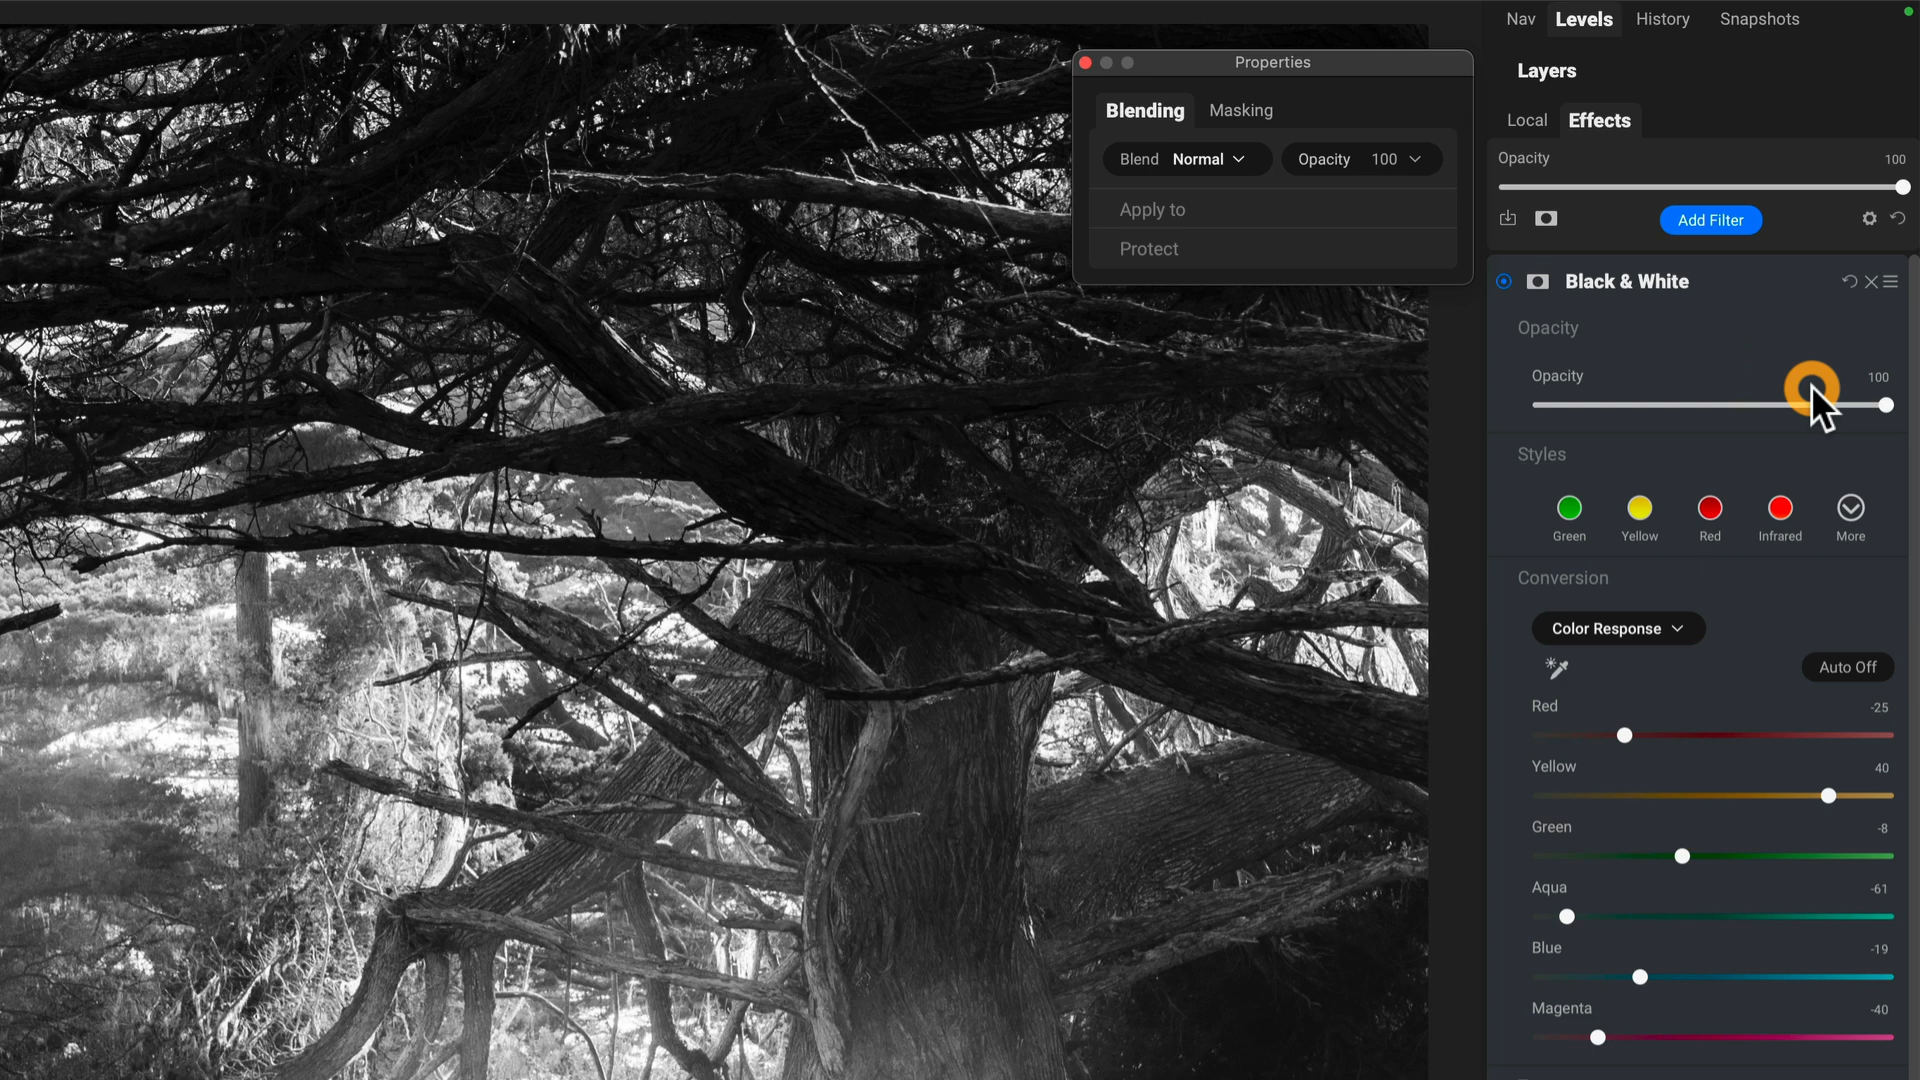 Nav Levels History Snapshots
Properties
Layers
Blending Masking
Local Effects
Blend Normal Opacity 100
Opacity 100
Apply to
Add Filter
Protect
Black & White
Opacity
Opacity 100
Styles
Green Yellow Red Infrared More
Conversion
Color Response
Auto Off
Red -25
Yellow 40
Green -8
Aqua -61
Blue -19
Magenta -40